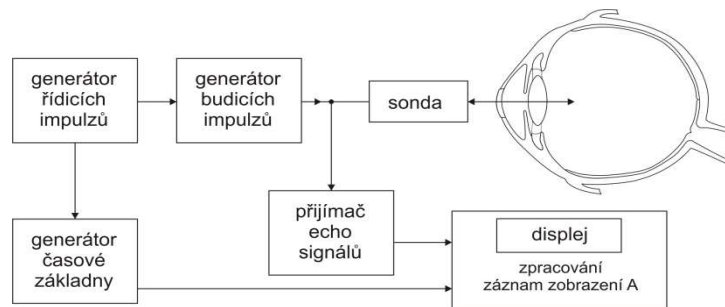 generátor
řídicích
impulzů
generátor
budicích
impulzů
sonda
generátor
časové
základny
přijímač
echo
signálů
displej
zpracování
záznam zobrazení A